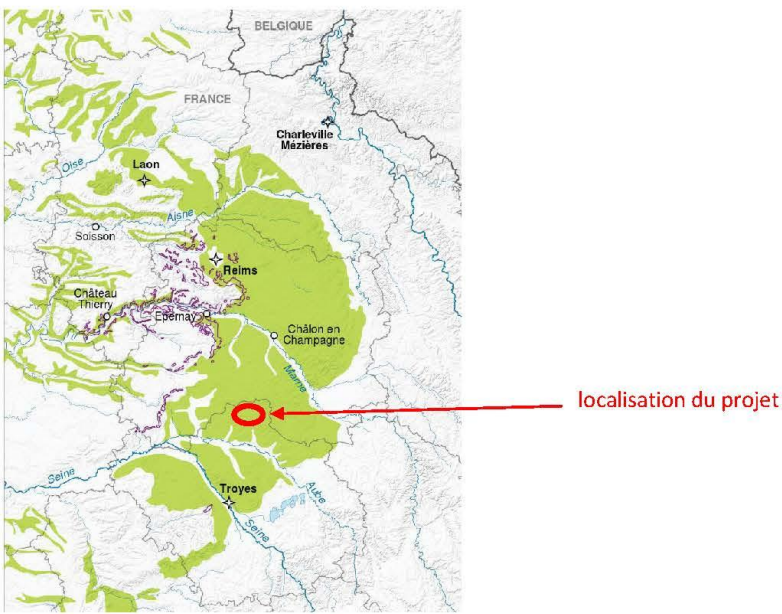 BELGIQUE
FRANCE
Charleville
Mézières
Oise
Laon
Aisne
Soisson
Reims
Château
Thierry
Epernay
Châlon en
Champagne
Marne
localisation du projet
Seine
Troyes
Aube
Seine